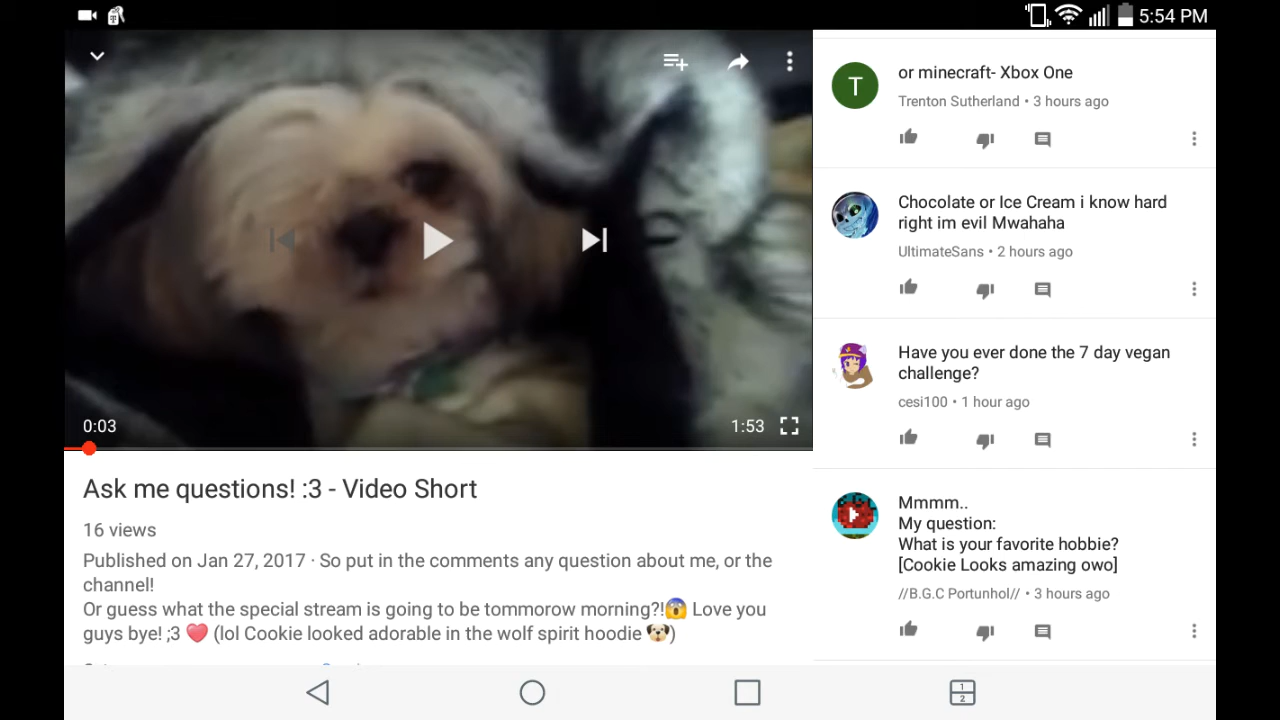 5:54 PM
0:03
1:53
Ask me questions! :3 - Video Short
16 views
Published on Jan 27, 2017 · So put in the comments any question about me, or the
channel!
Or guess what the special stream is going to be tommorow morning?!😱 Love you
guys bye! ;3 ❤️ (lol Cookie looked adorable in the wolf spirit hoodie 🐶)
T
or minecraft- Xbox One
Trenton Sutherland • 3 hours ago
Chocolate or Ice Cream i know hard
right im evil Mwahaha
UltimateSans • 2 hours ago
Have you ever done the 7 day vegan
challenge?
cesi100 • 1 hour ago
Mmmm..
My question:
What is your favorite hobbie?
[Cookie Looks amazing owo]
//B.G.C Portunhol// • 3 hours ago
1
2